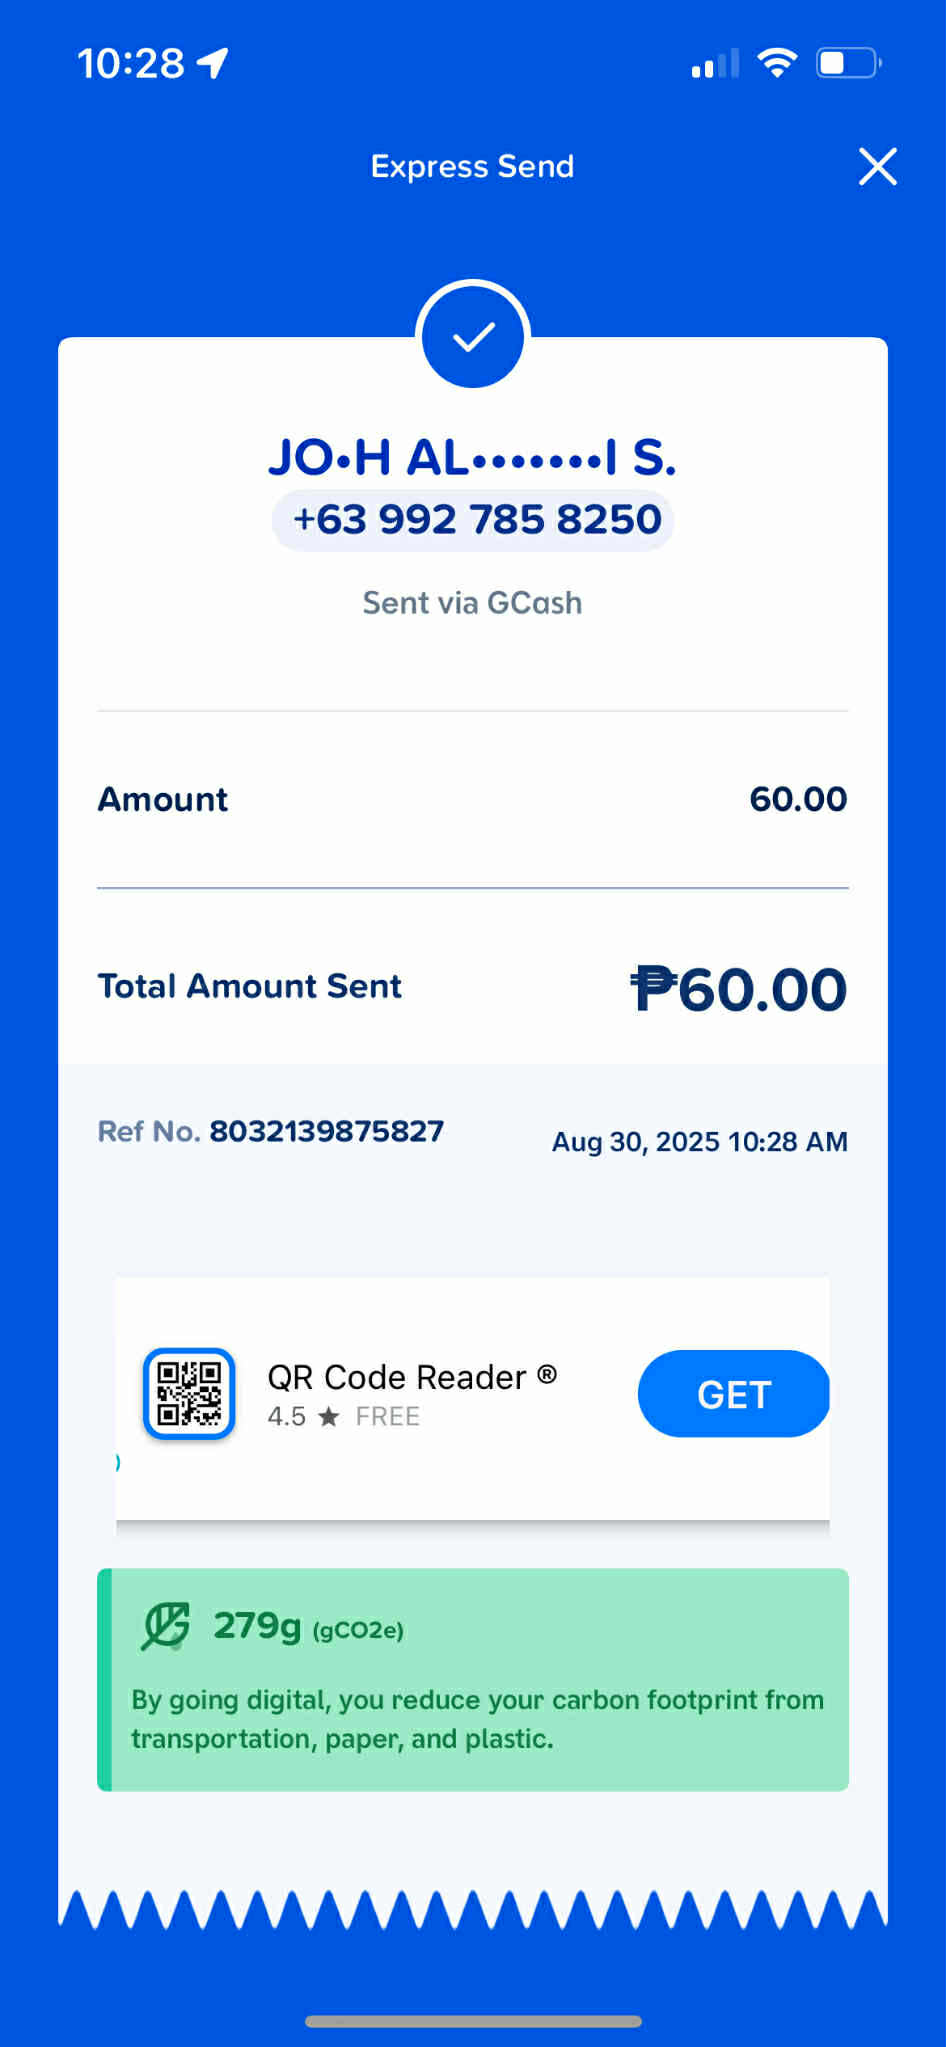 10:28
Express Send
JO•H AL•••••••I S.
+63 992 785 8250
Sent via GCash
Amount 60.00
Total Amount Sent ₱60.00
Ref No. 8032139875827
Aug 30, 2025 10:28 AM
QR Code Reader ®
4.5 ★ FREE
GET
279g (gCO2e)
By going digital, you reduce your carbon footprint from
transportation, paper, and plastic.